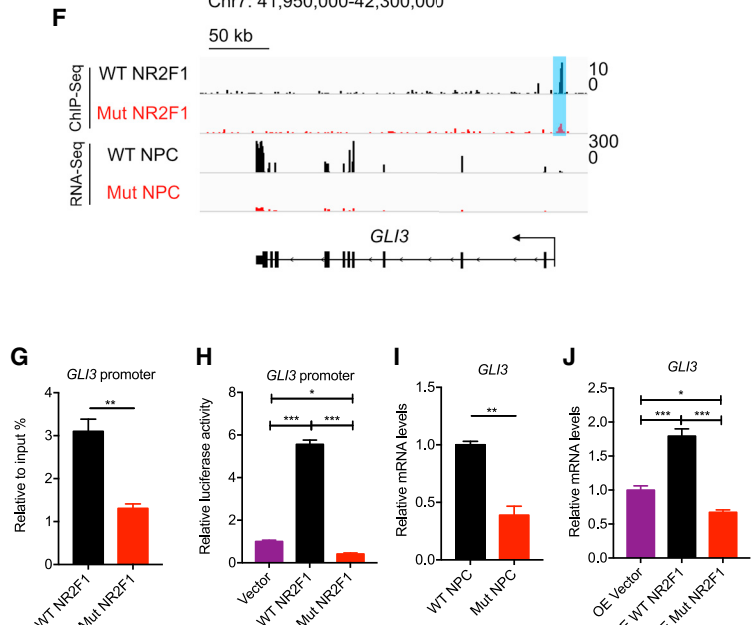 Chr7: 41,950,000-42,300,000
F
50 kb
ChIP-Seq
WT NR2F1
10
0
Mut NR2F1
RNA-Seq
WT NPC
300
0
Mut NPC
GLI3
G
GLI3 promoter
**
Relative to input %
4
3
2
1
0
WT NR2F1
Mut NR2F1
H
GLI3 promoter
*
*** ***
Relative luciferase activity
8
6
4
2
0
Vector
WT NR2F1
Mut NR2F1
I
GLI3
**
Relative mRNA levels
1.5
1.0
0.5
0.0
WT NPC
Mut NPC
J
GLI3
*
*** ***
Relative mRNA levels
2.5
2.0
1.5
1.0
0.5
0.0
OE Vector
WT NR2F1
Mut NR2F1